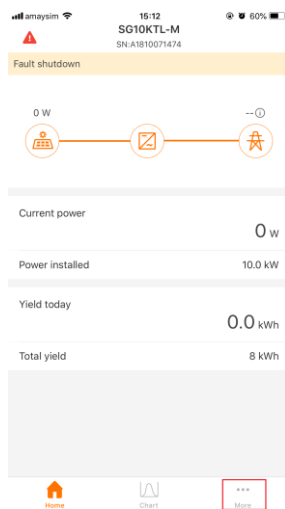 amaysim 15:12 60%
SG10KTL-M
SN:A1810071474
Fault shutdown
0 W --
Current power
0 W
Power installed 10.0 kW
Yield today
0.0 kWh
Total yield 8 kWh
Home Chart More